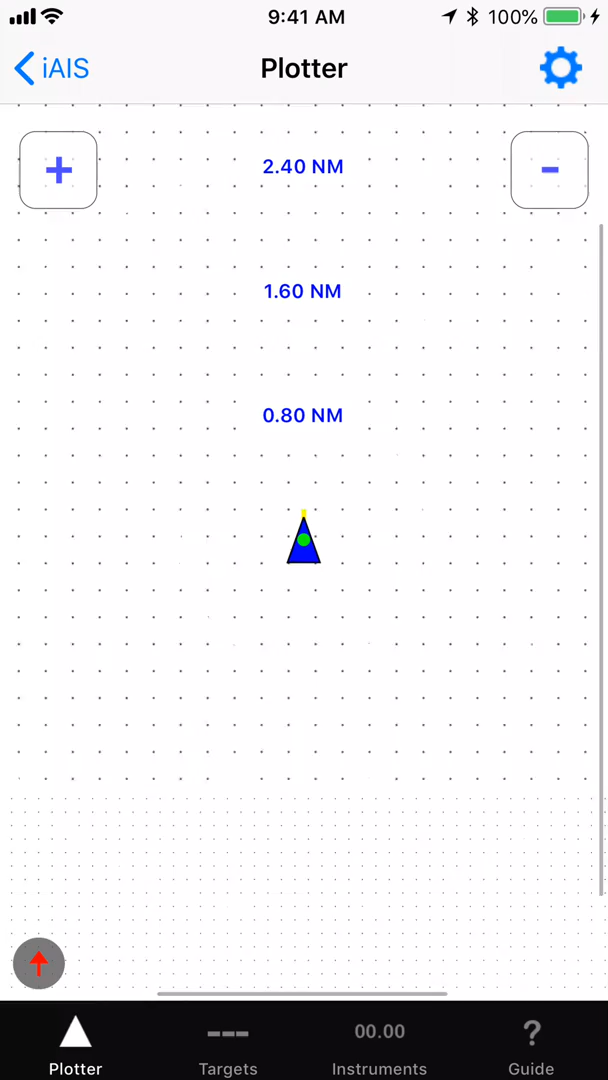 9:41 AM 100%
iAIS Plotter
+ -
2.40 NM
1.60 NM
0.80 NM
--- 00.00 ?
Plotter Targets Instruments Guide